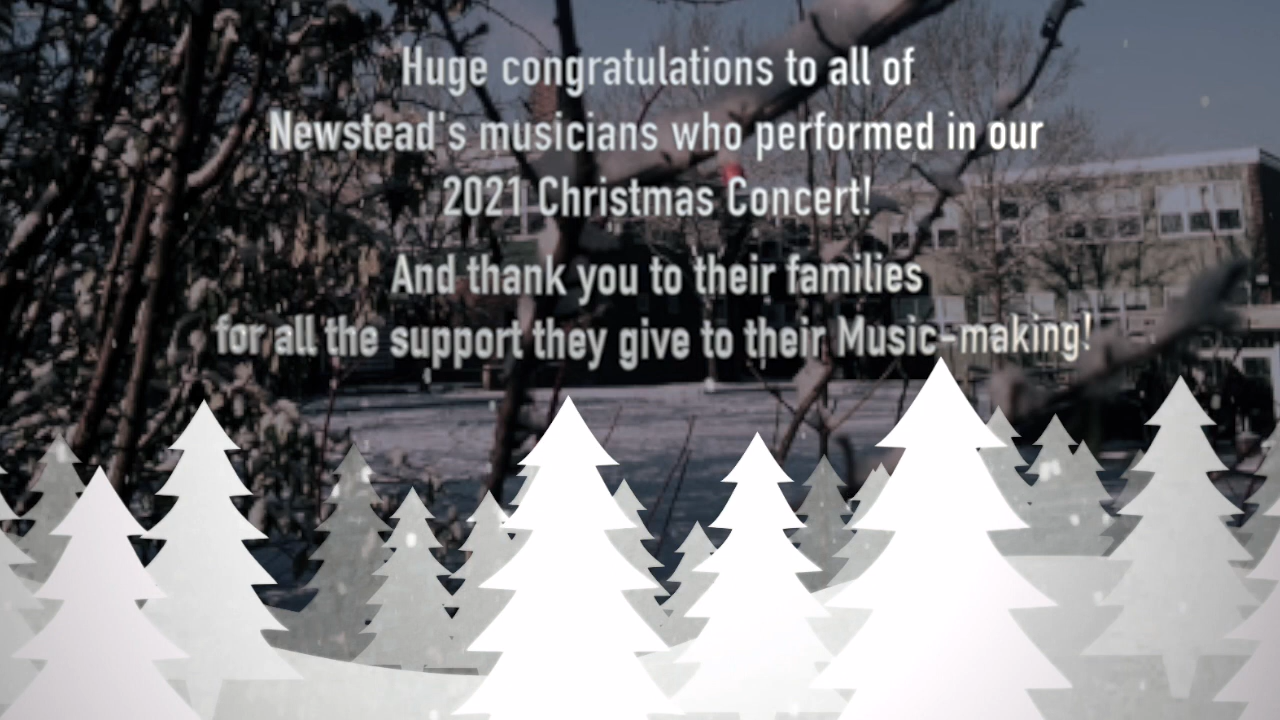 Huge congratulations to all of
Newstead's musicians who performed in our
2021 Christmas Concert!
And thank you to their families
for all the support they give to their Music-making!